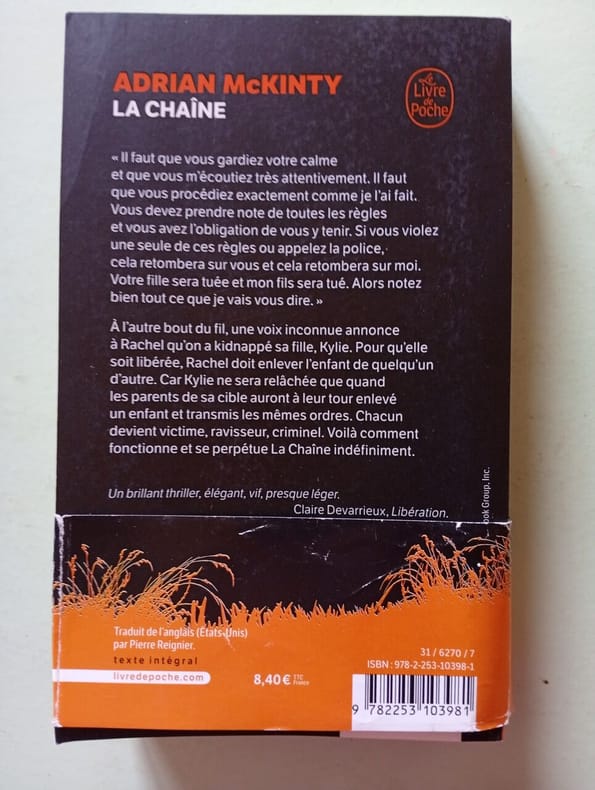 ADRIAN McKINTY
LA CHAÎNE
Le
Livre
de
Poche
« Il faut que vous gardiez votre calme
et que vous m'écoutiez très attentivement. Il faut
que vous procédiez exactement comme je l'ai fait.
Vous devez prendre note de toutes les règles
et vous avez l'obligation de vous y tenir. Si vous violez
une seule de ces règles ou appelez la police,
cela retombera sur vous et cela retombera sur moi.
Votre fille sera tuée et mon fils sera tué. Alors notez
bien tout ce que je vais vous dire. »
À l'autre bout du fil, une voix inconnue annonce
à Rachel qu'on a kidnappé sa fille, Kylie. Pour qu'elle
soit libérée, Rachel doit enlever l'enfant de quelqu'un
d'autre. Car Kylie ne sera relâchée que quand
les parents de sa cible auront à leur tour enlevé
un enfant et transmis les mêmes ordres. Chacun
devient victime, ravisseur, criminel. Voilà comment
fonctionne et se perpétue La Chaîne indéfiniment.
Un brillant thriller, élégant, vif, presque léger.
Claire Devarrieux, Libération.
ook Group, Inc.
Traduit de l'anglais (États-Unis)
par Pierre Reignier.
texte intégral
livredepoche.com
8,40 € TTC
France
31 / 6270 / 7
ISBN : 978-2-253-10398-1
9 782253 103981